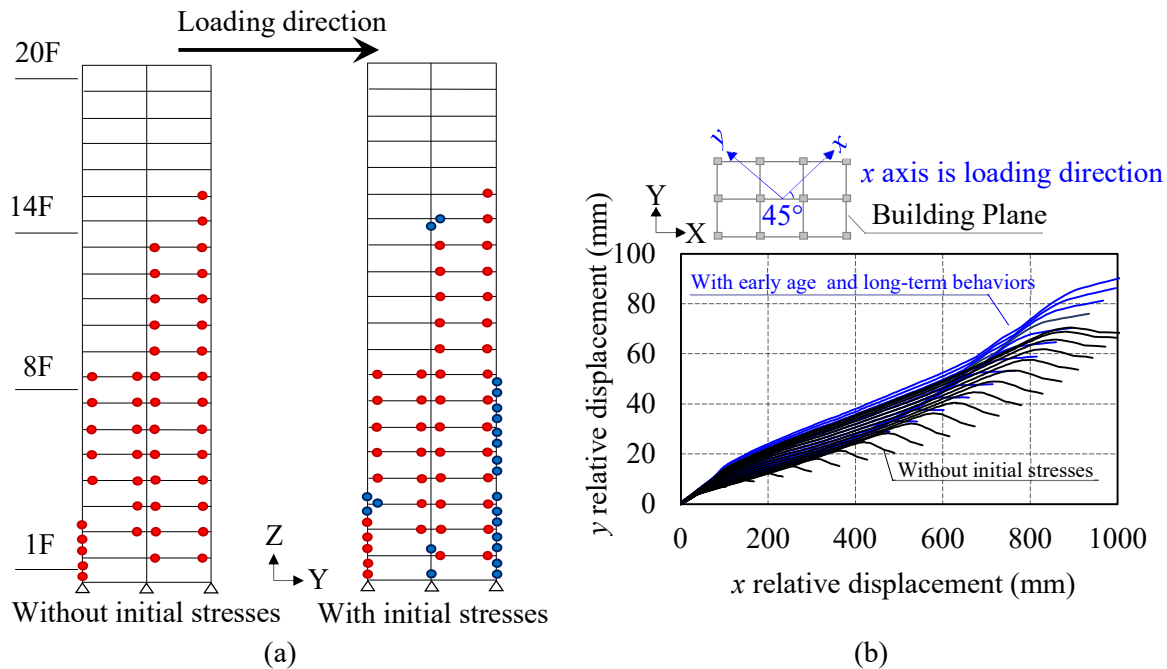 Loading direction
20F
14F
8F
1F
Z
Y
Without initial stresses
With initial stresses
(a)
y
x
x axis is loading direction
45°
Y
X
Building Plane
y relative displacement (mm)
100
80
60
40
20
0
With early age and long-term behaviors
Without initial stresses
0 200 400 600 800 1000
x relative displacement (mm)
(b)